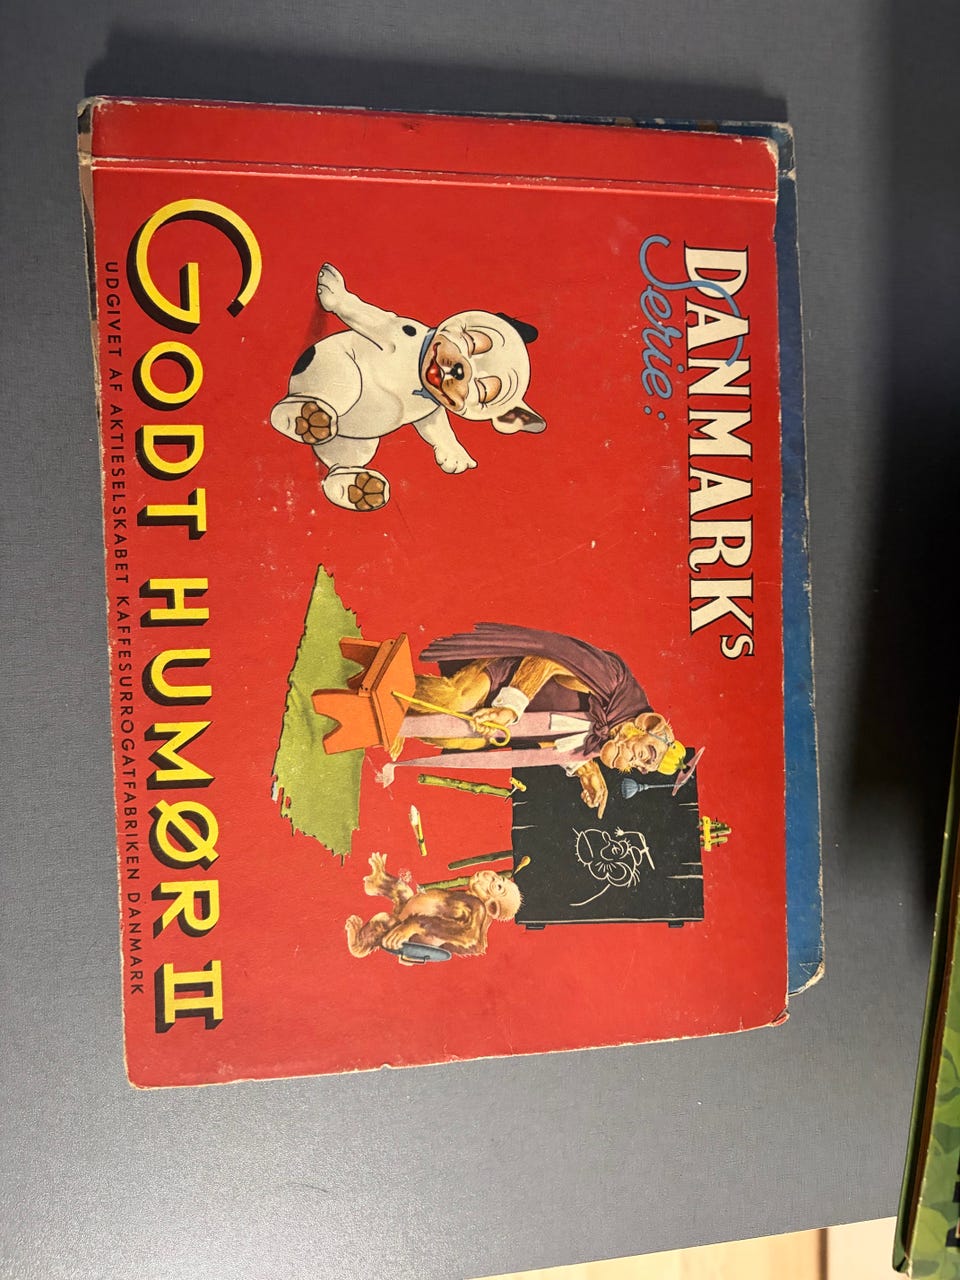 DANMARKS
Serie:
GODT HUMØR II
UDGIVET AF AKTIESELSKABET KAFFESURROGATFABRIKEN DANMARK